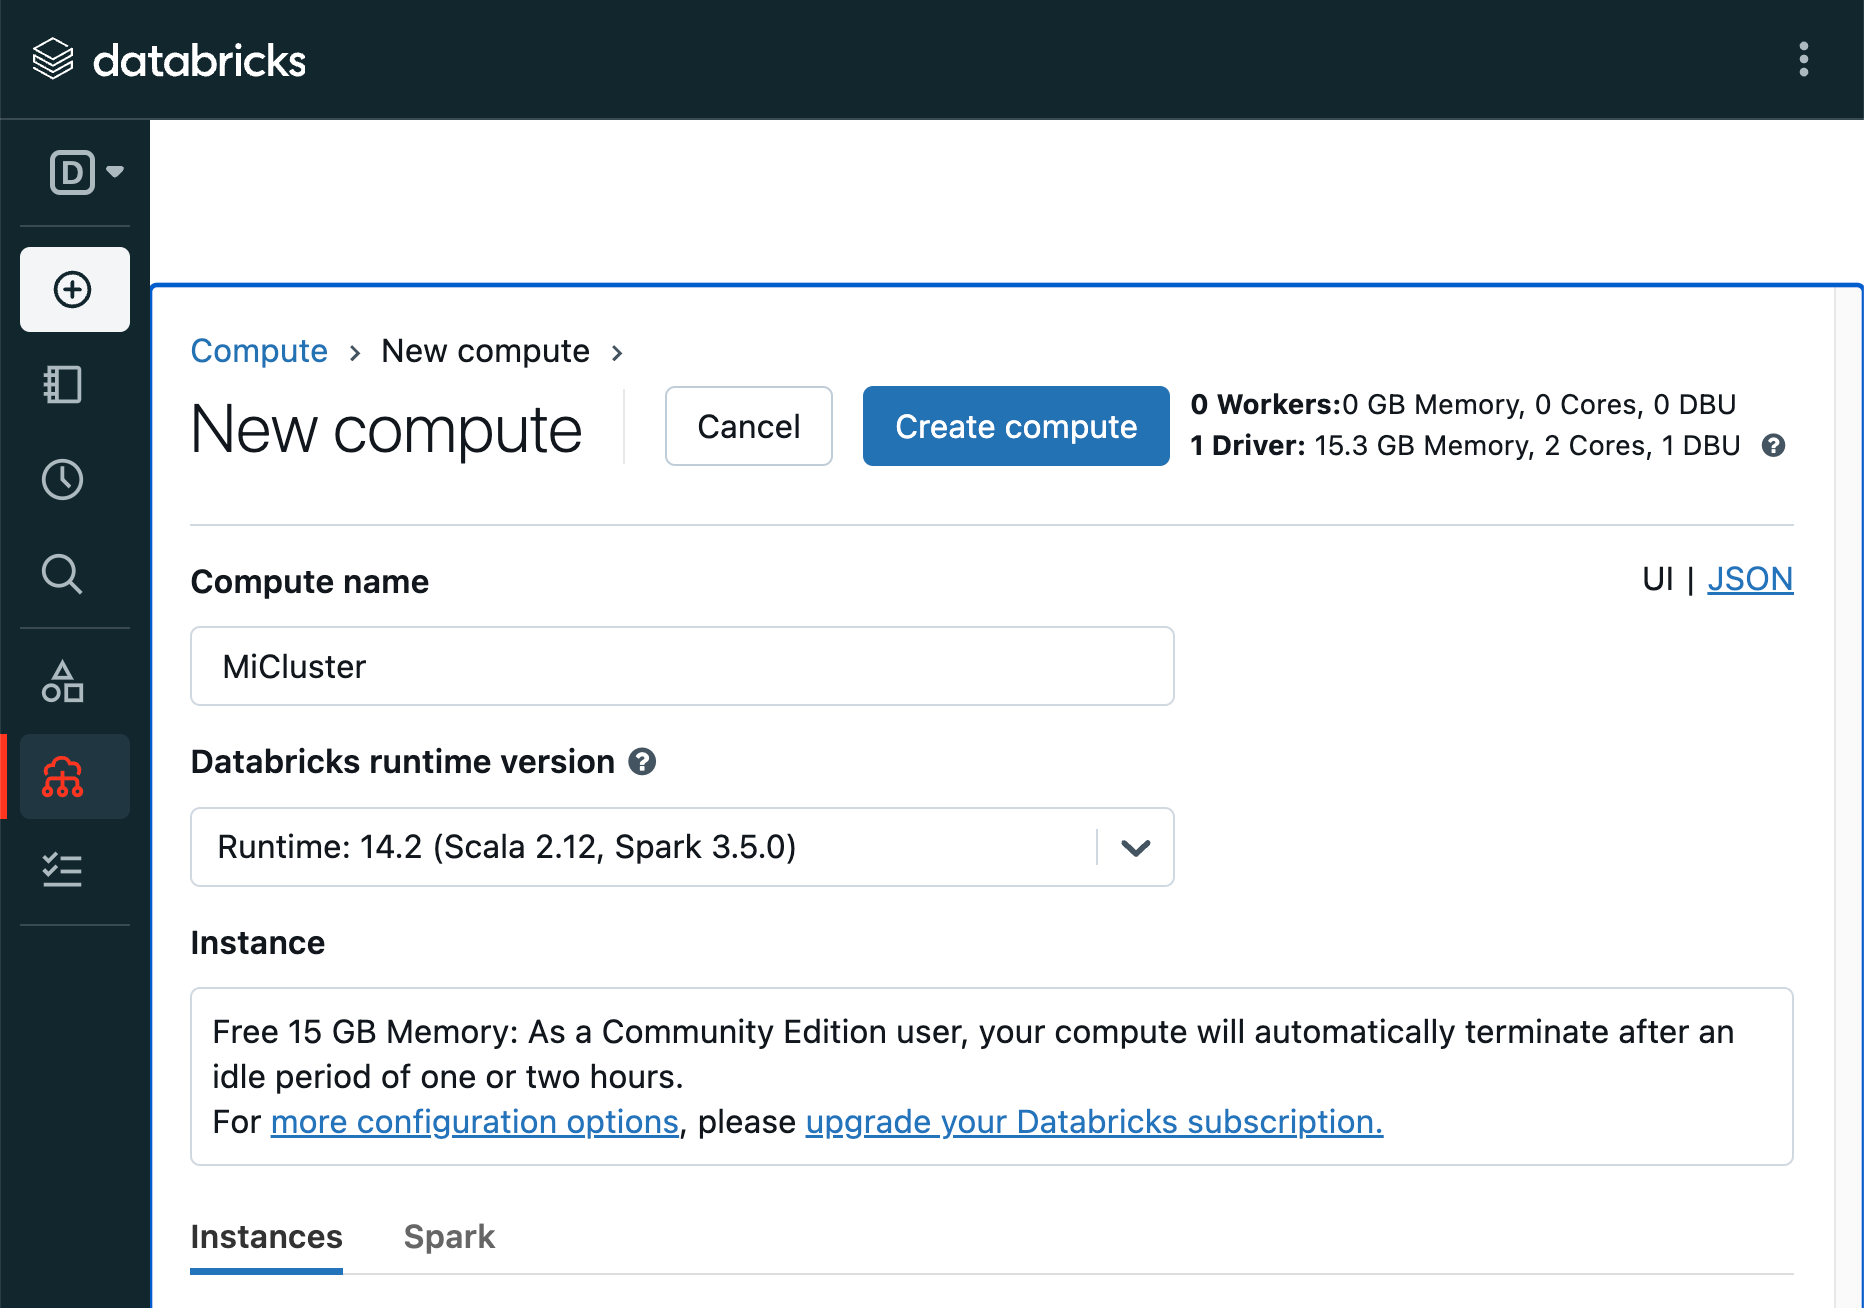 databricks
D
Compute › New compute ›
New compute
Cancel
Create compute
0 Workers:0 GB Memory, 0 Cores, 0 DBU
1 Driver: 15.3 GB Memory, 2 Cores, 1 DBU ?
Compute name
UI | JSON
MiCluster
Databricks runtime version ?
Runtime: 14.2 (Scala 2.12, Spark 3.5.0)
Instance
Free 15 GB Memory: As a Community Edition user, your compute will automatically terminate after an
idle period of one or two hours.
For more configuration options, please upgrade your Databricks subscription.
Instances
Spark